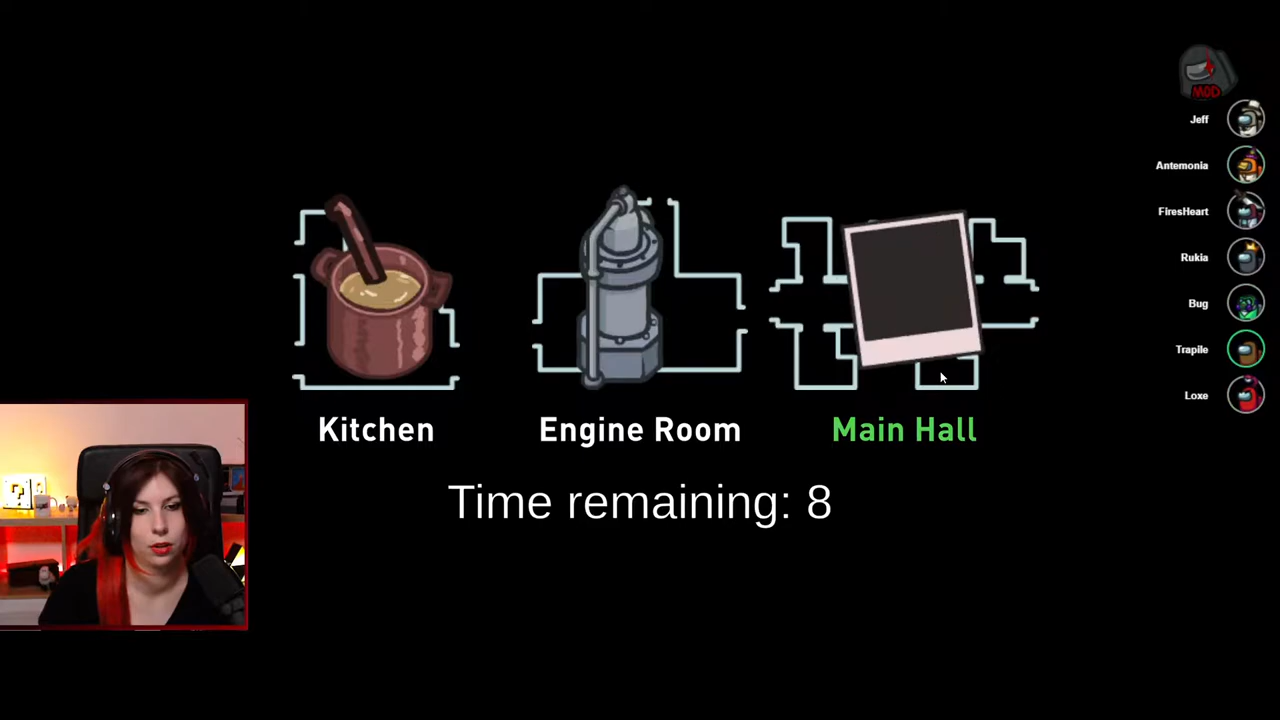 MOD
Jeff
Antemonia
FiresHeart
Rukia
Bug
Trapile
Loxe
Kitchen
Engine Room
Main Hall
Time remaining: 8